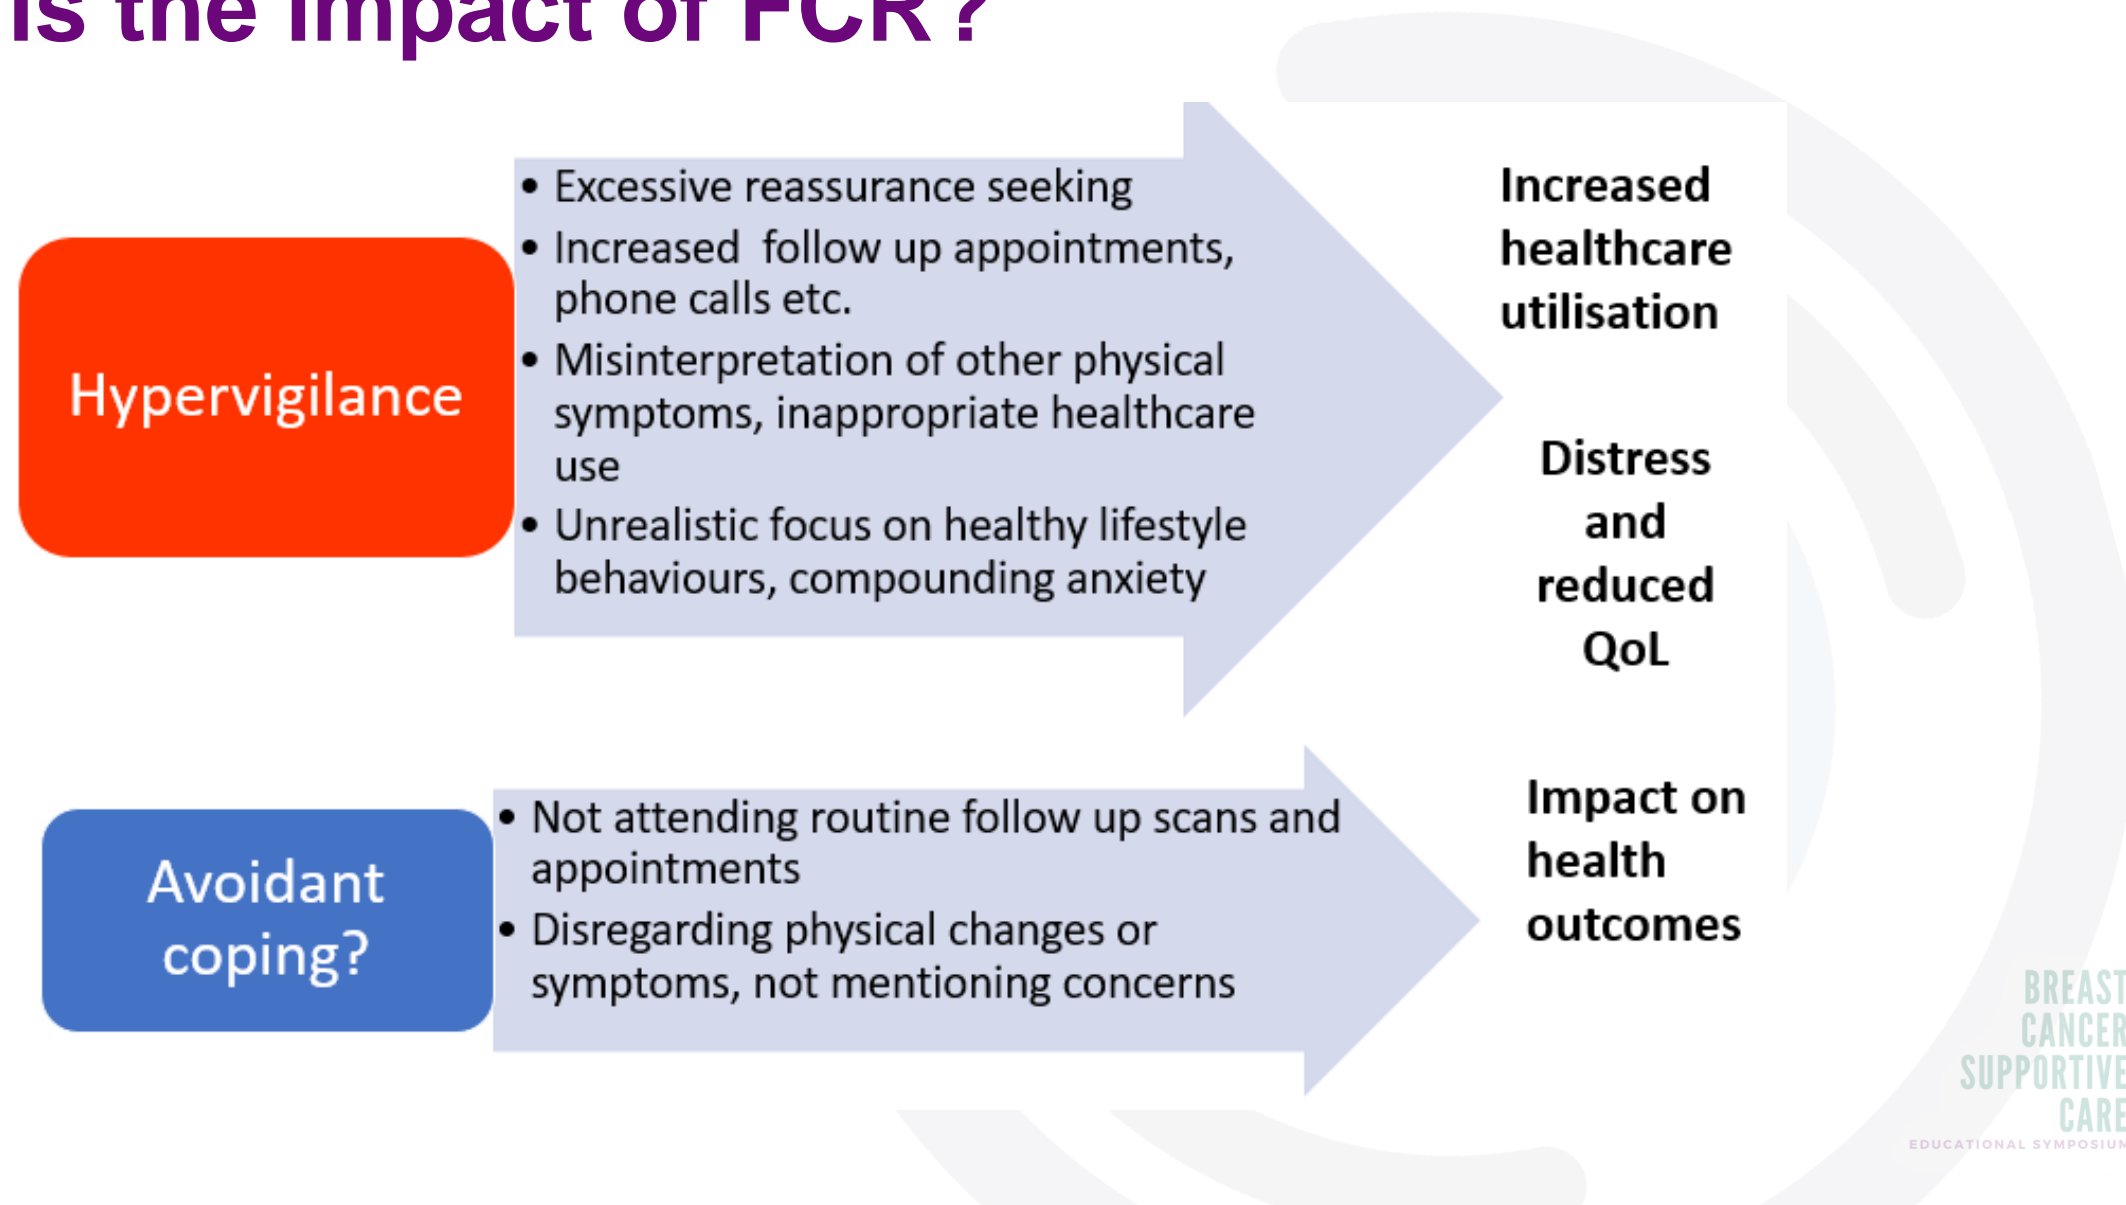 is the impact of FCR?
Hypervigilance
• Excessive reassurance seeking
• Increased  follow up appointments,
phone calls etc.
• Misinterpretation of other physical
symptoms, inappropriate healthcare
use
• Unrealistic focus on healthy lifestyle
behaviours, compounding anxiety
Increased
healthcare
utilisation
Distress
and
reduced
QoL
Avoidant
coping?
• Not attending routine follow up scans and
appointments
• Disregarding physical changes or
symptoms, not mentioning concerns
Impact on
health
outcomes
BREAST
CANCER
SUPPORTIVE
CARE
EDUCATIONAL SYMPOSIUM